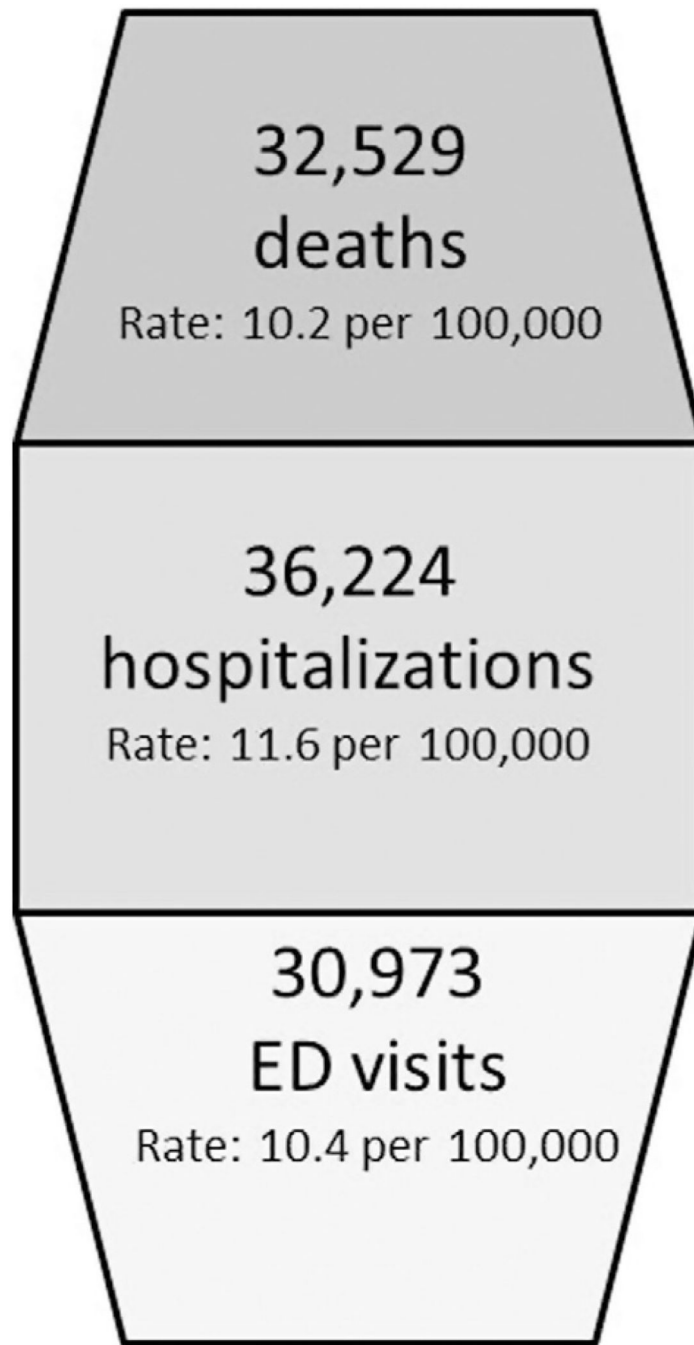 32,529
deaths
Rate: 10.2 per 100,000
36,224
hospitalizations
Rate: 11.6 per 100,000
30,973
ED visits
Rate: 10.4 per 100,000